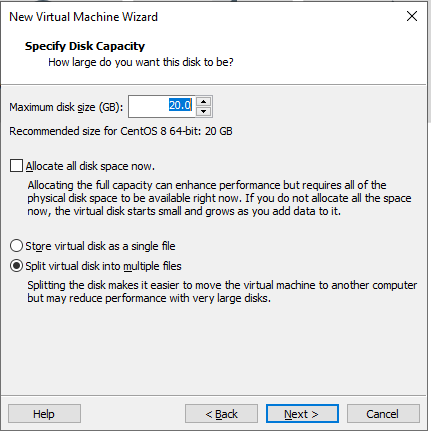 New Virtual Machine Wizard
Specify Disk Capacity
How large do you want this disk to be?
Maximum disk size (GB): 20.0
Recommended size for CentOS 8 64-bit: 20 GB
Allocate all disk space now.
Allocating the full capacity can enhance performance but requires all of the
physical disk space to be available right now. If you do not allocate all the space
now, the virtual disk starts small and grows as you add data to it.
Store virtual disk as a single file
Split virtual disk into multiple files
Splitting the disk makes it easier to move the virtual machine to another computer
but may reduce performance with very large disks.
Help < Back Next > Cancel